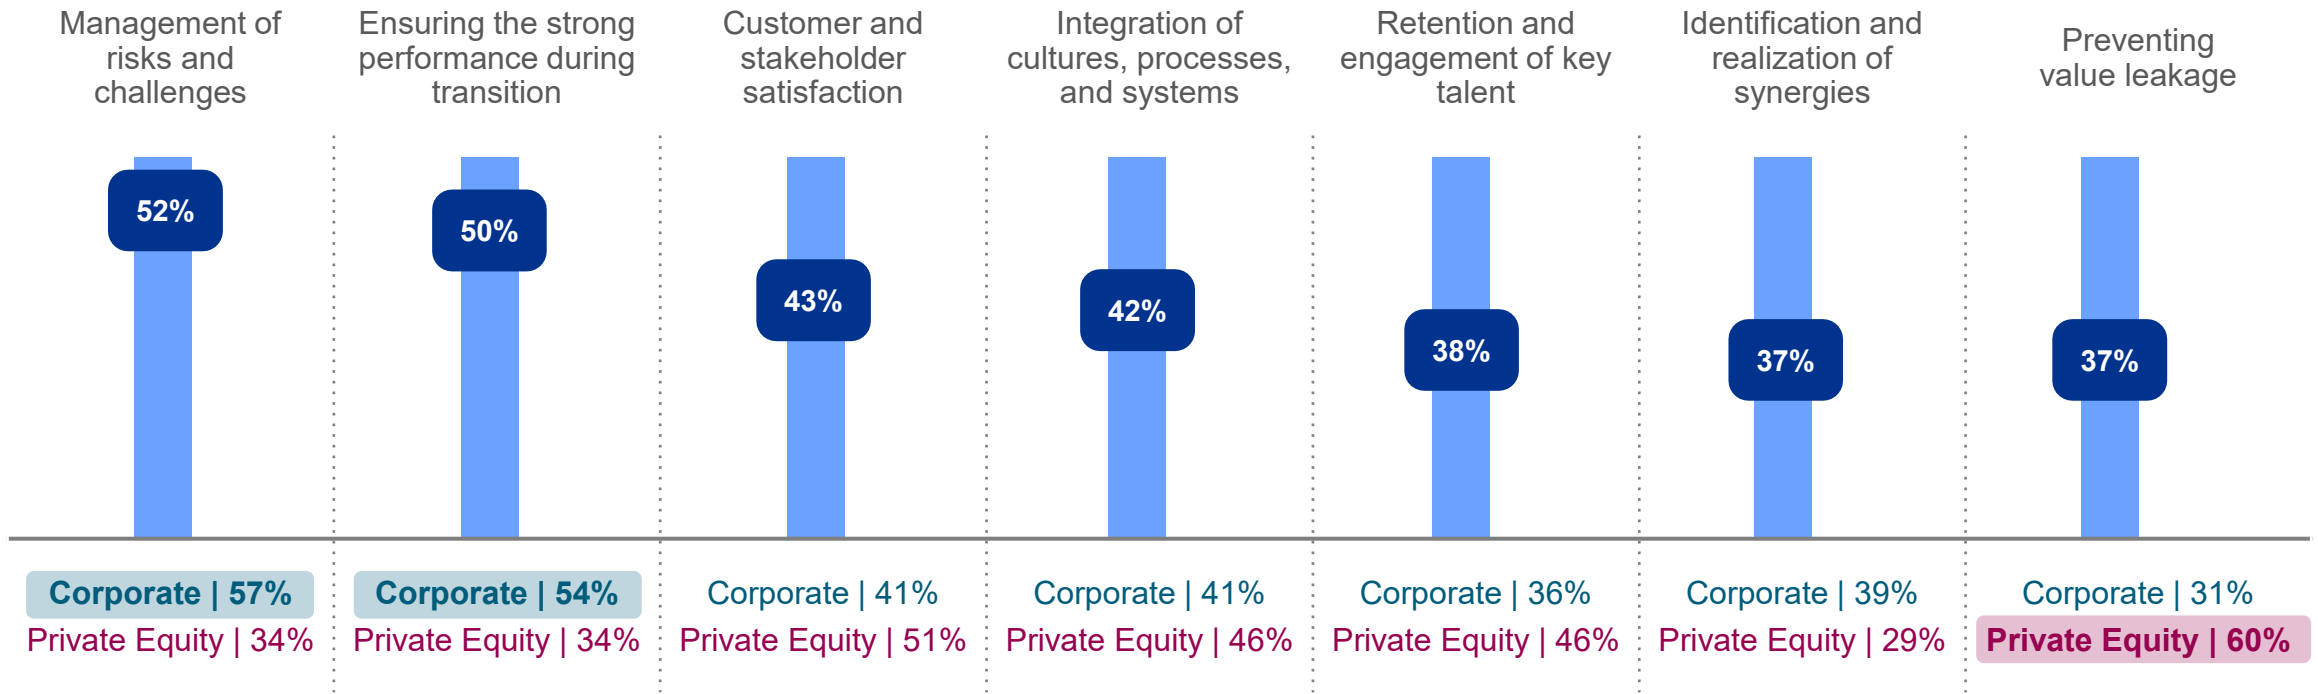 Management of
risks and
challenges
Ensuring the strong
performance during
transition
Customer and
stakeholder
satisfaction
Integration of
cultures, processes,
and systems
Retention and
engagement of key
talent
Identification and
realization of
synergies
Preventing
value leakage
52%
50%
43%
42%
38%
37%
37%
Corporate | 57%
Private Equity | 34%
Corporate | 54%
Private Equity | 34%
Corporate | 41%
Private Equity | 51%
Corporate | 41%
Private Equity | 46%
Corporate | 36%
Private Equity | 46%
Corporate | 39%
Private Equity | 29%
Corporate | 31%
Private Equity | 60%